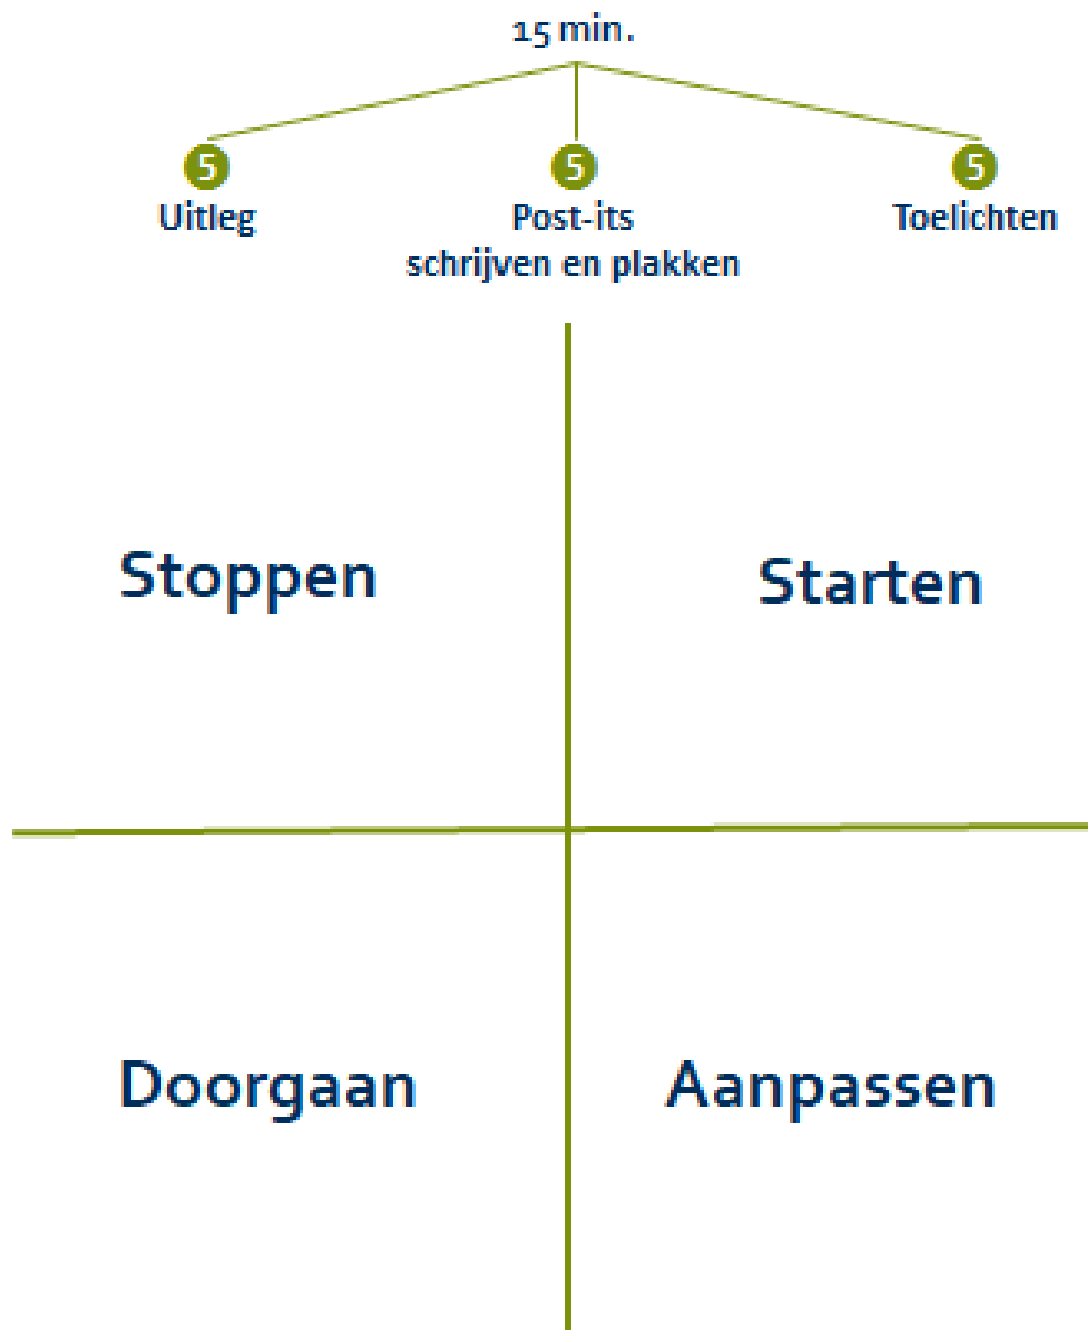 15 min.
5 5 5
Uitleg Post-its Toelichten
schrijven en plakken
Stoppen Starten
Doorgaan Aanpassen